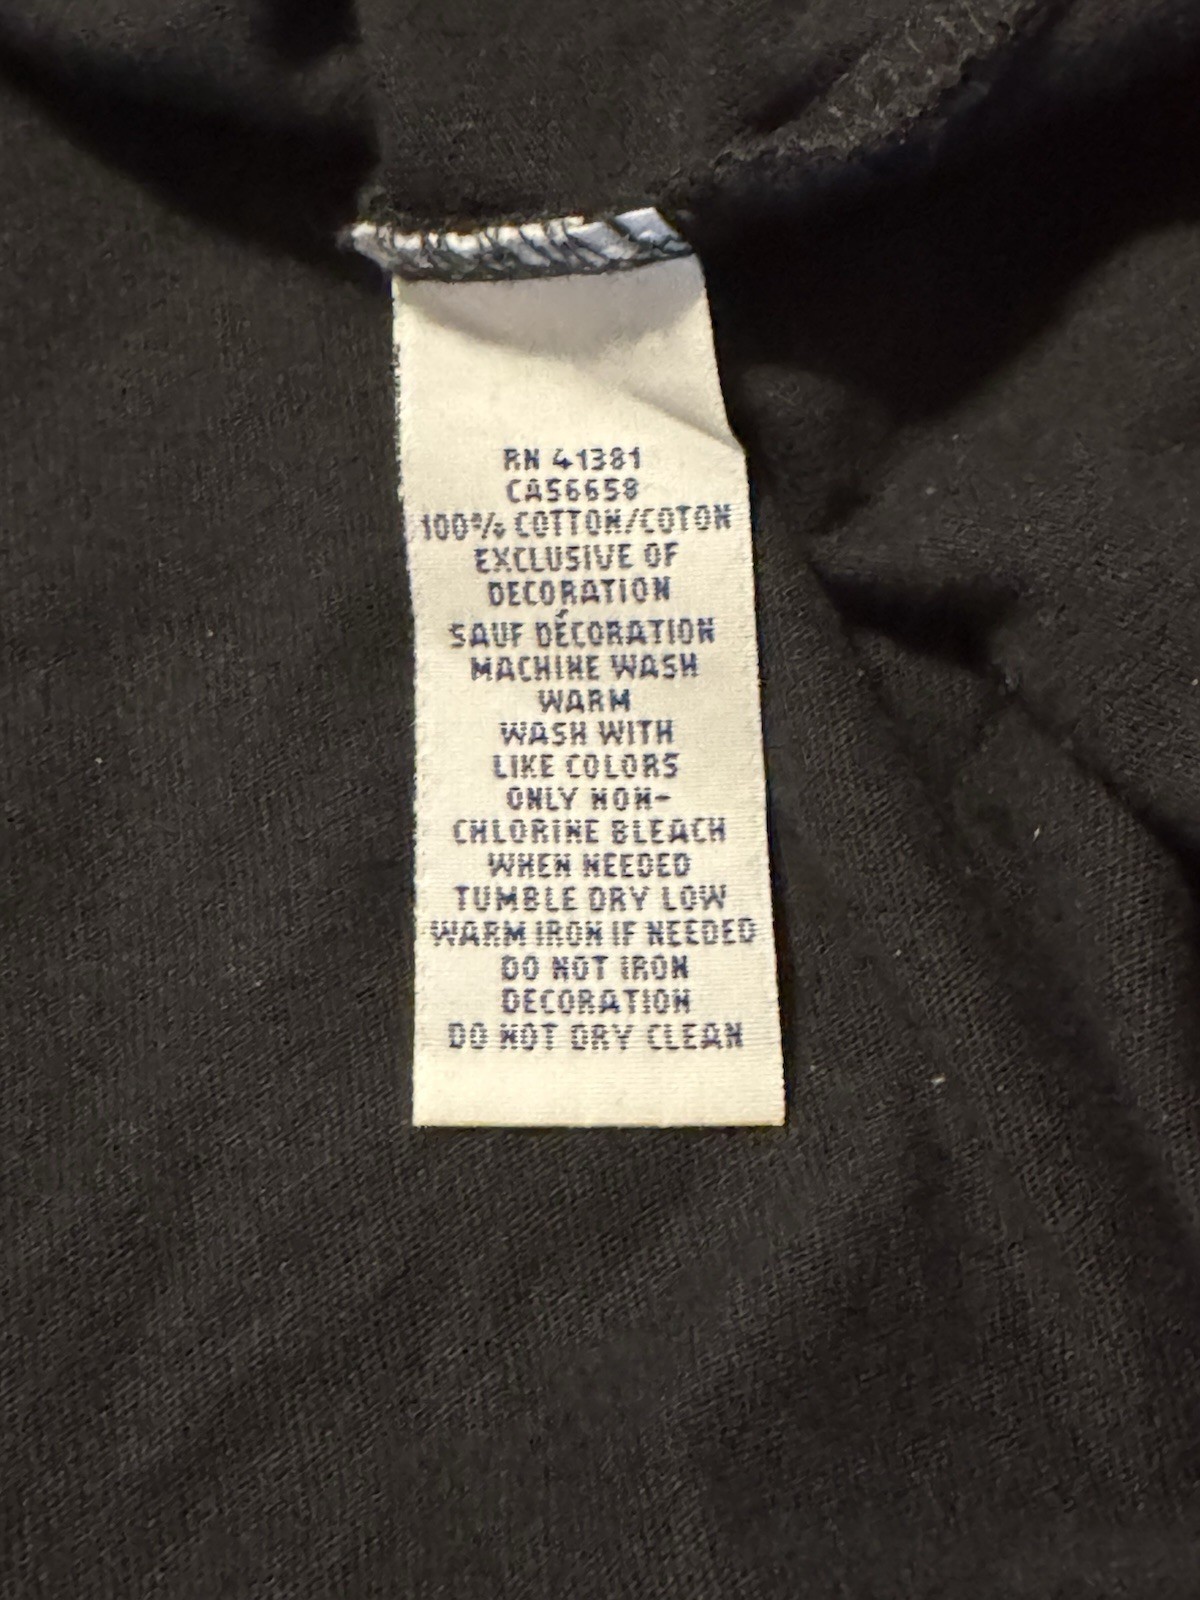 RN 41381
CA56658
100% COTTON/COTON
EXCLUSIVE OF
DECORATION
SAUF DÉCORATION
MACHINE WASH
WARM
WASH WITH
LIKE COLORS
ONLY NON-
CHLORINE BLEACH
WHEN NEEDED
TUMBLE DRY LOW
WARM IRON IF NEEDED
DO NOT IRON
DECORATION
DO NOT DRY CLEAN